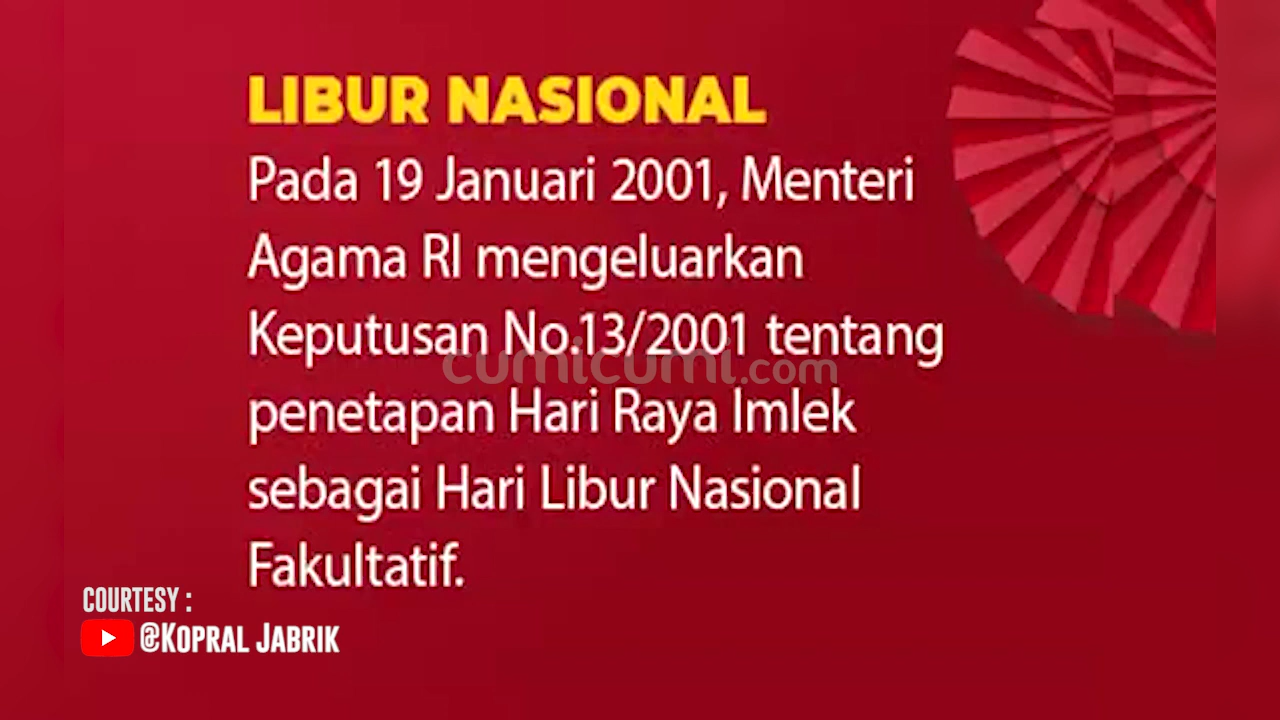 LIBUR NASIONAL
Pada 19 Januari 2001, Menteri
Agama RI mengeluarkan
Keputusan No.13/2001 tentang
cumicumi.com
penetapan Hari Raya Imlek
sebagai Hari Libur Nasional
Fakultatif.
COURTESY :
@KOPRAL JABRIK